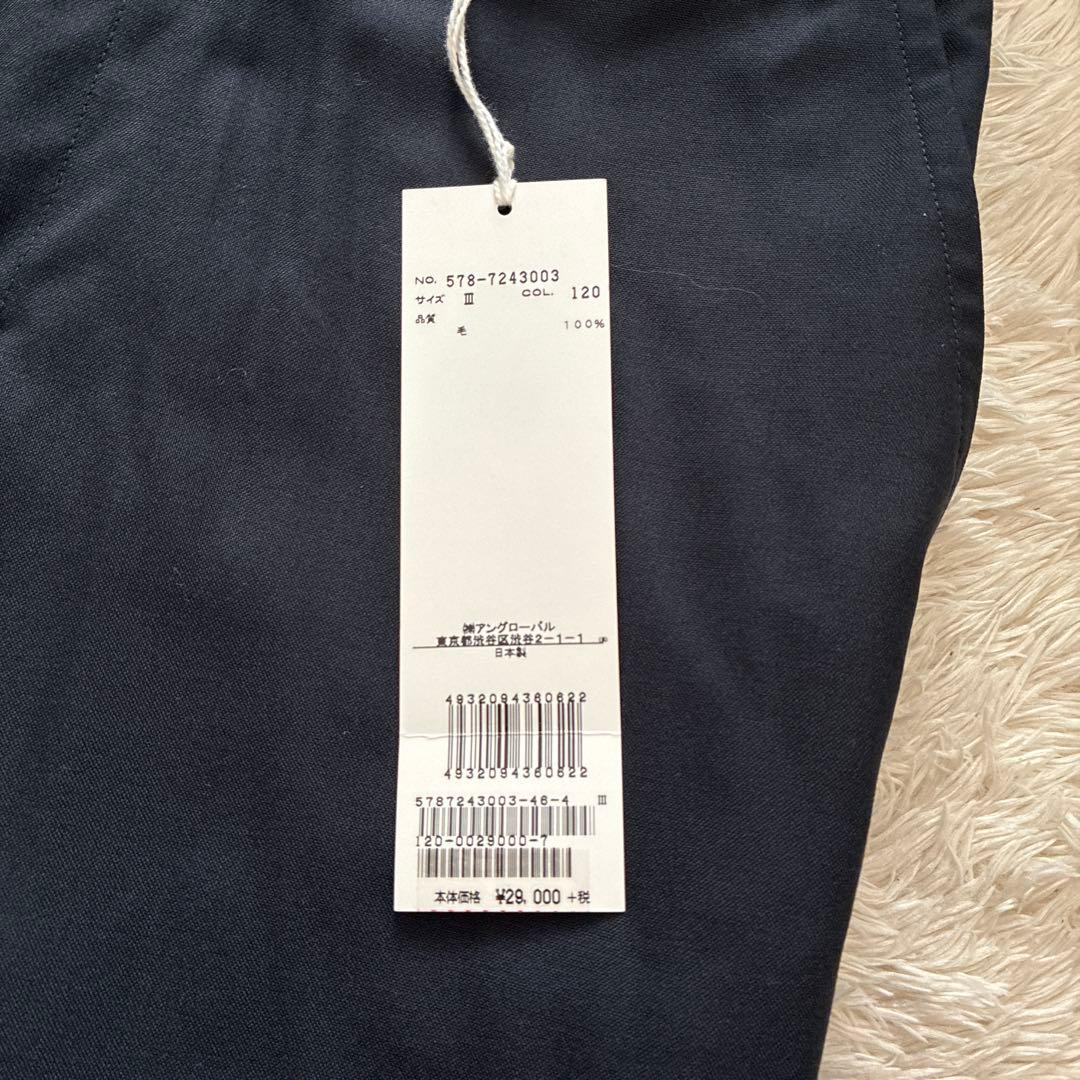 NO. 578-7243003
サイズ Ⅲ COL. 120
品質
毛 100%
㈱アングローバル
東京都渋谷区渋谷2-1-1 ㎰
日本製
4932094360622
4932094360622
5787243003-46-4 Ⅲ
120-0029000-7
本体価格 ¥29,000 +税